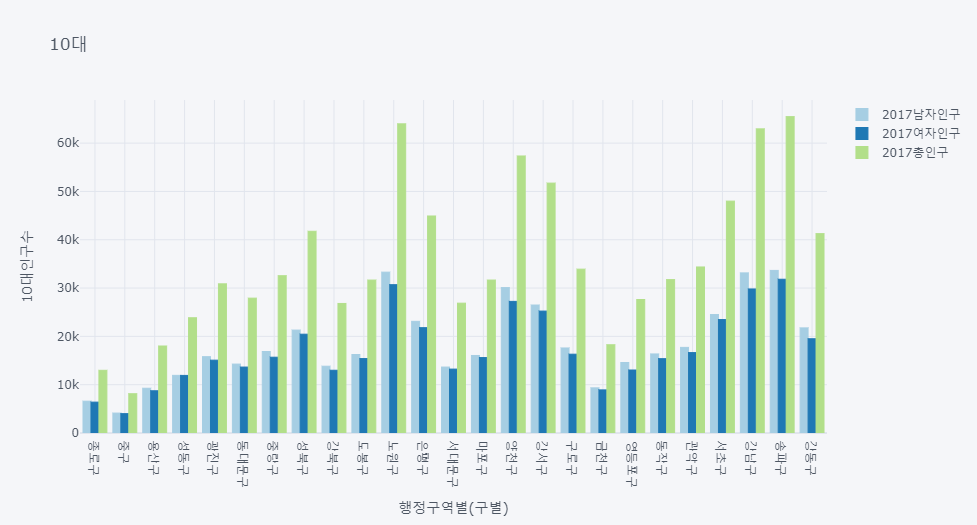 10대
2017남자인구
2017여자인구
2017총인구
10대인구수
60k
50k
40k
30k
20k
10k
0
종로구
중구
용산구
성동구
광진구
동대문구
중랑구
성북구
강북구
도봉구
노원구
은평구
서대문구
마포구
양천구
강서구
구로구
금천구
영등포구
동작구
관악구
서초구
강남구
송파구
강동구
행정구역별(구별)